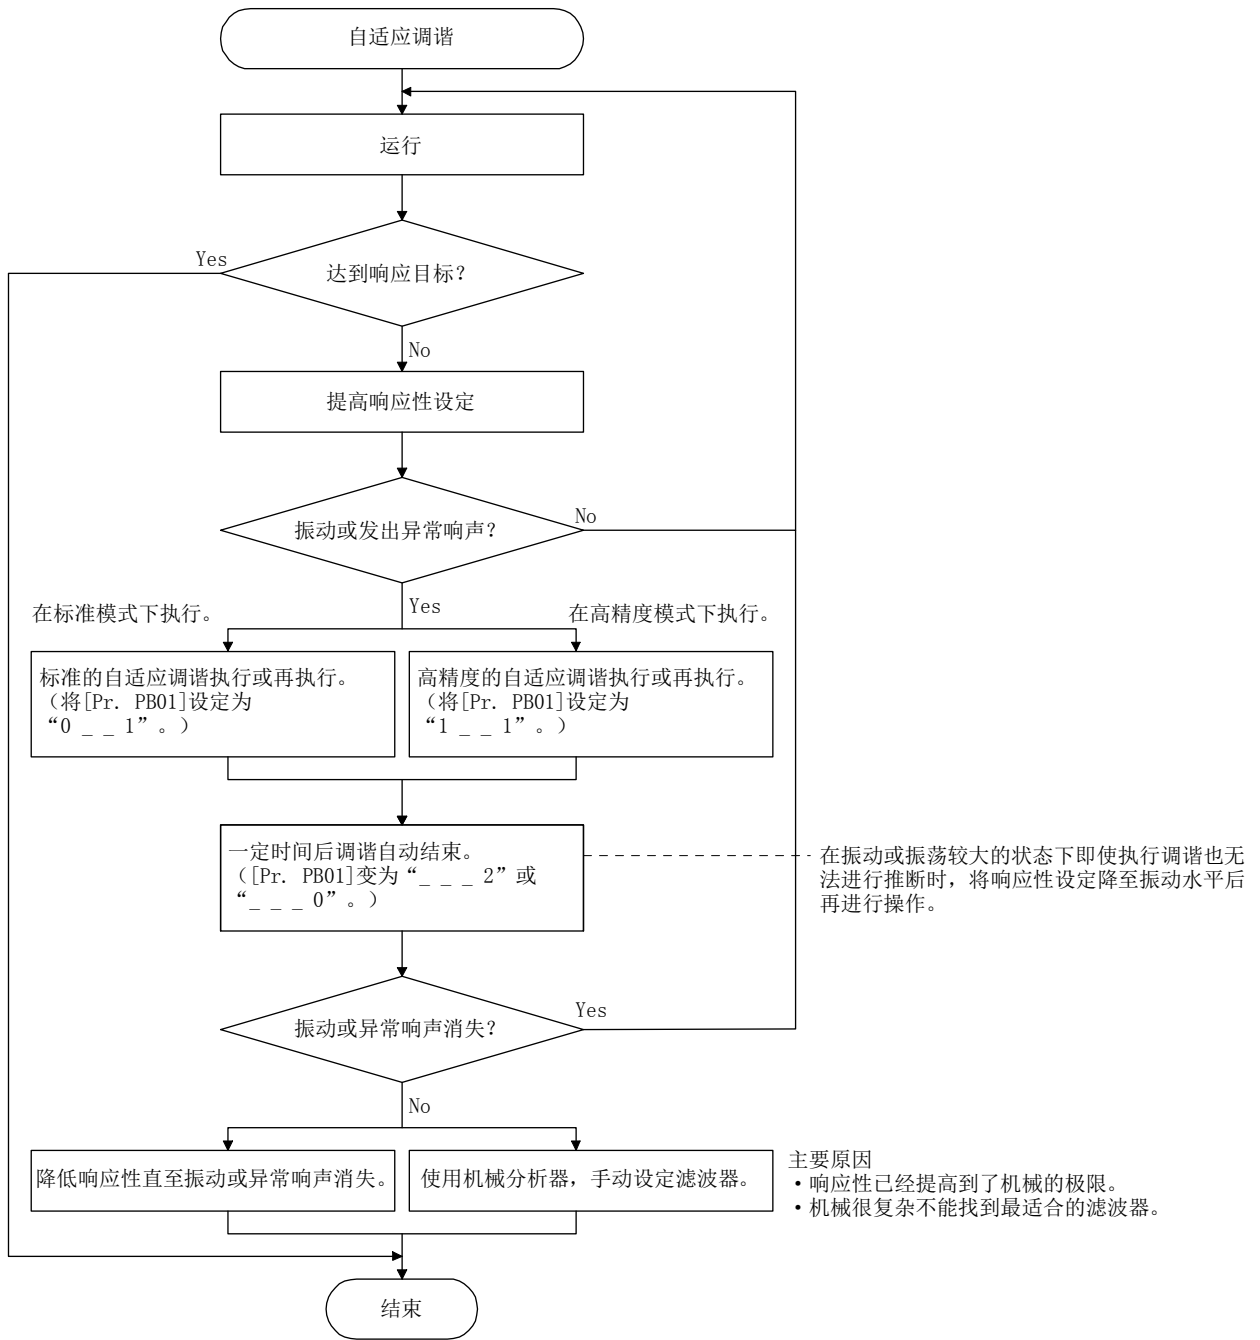 自适应调谐
运行
Yes
达到响应目标？
No
提高响应性设定
振动或发出异常响声？
No
Yes
在标准模式下执行。
在高精度模式下执行。
标准的自适应调谐执行或再执行。
（将[Pr. PB01]设定为
“0 _ _ 1”。）
高精度的自适应调谐执行或再执行。
（将[Pr. PB01]设定为
“1 _ _ 1”。）
一定时间后调谐自动结束。
（[Pr. PB01]变为“_ _ _ 2”或
“_ _ _ 0”。）
在振动或振荡较大的状态下即使执行调谐也无
法进行推断时，将响应性设定降至振动水平后
再进行操作。
振动或异常响声消失？
Yes
No
降低响应性直至振动或异常响声消失。
使用机械分析器，手动设定滤波器。
主要原因
・响应性已经提高到了机械的极限。
・机械很复杂不能找到最适合的滤波器。
结束